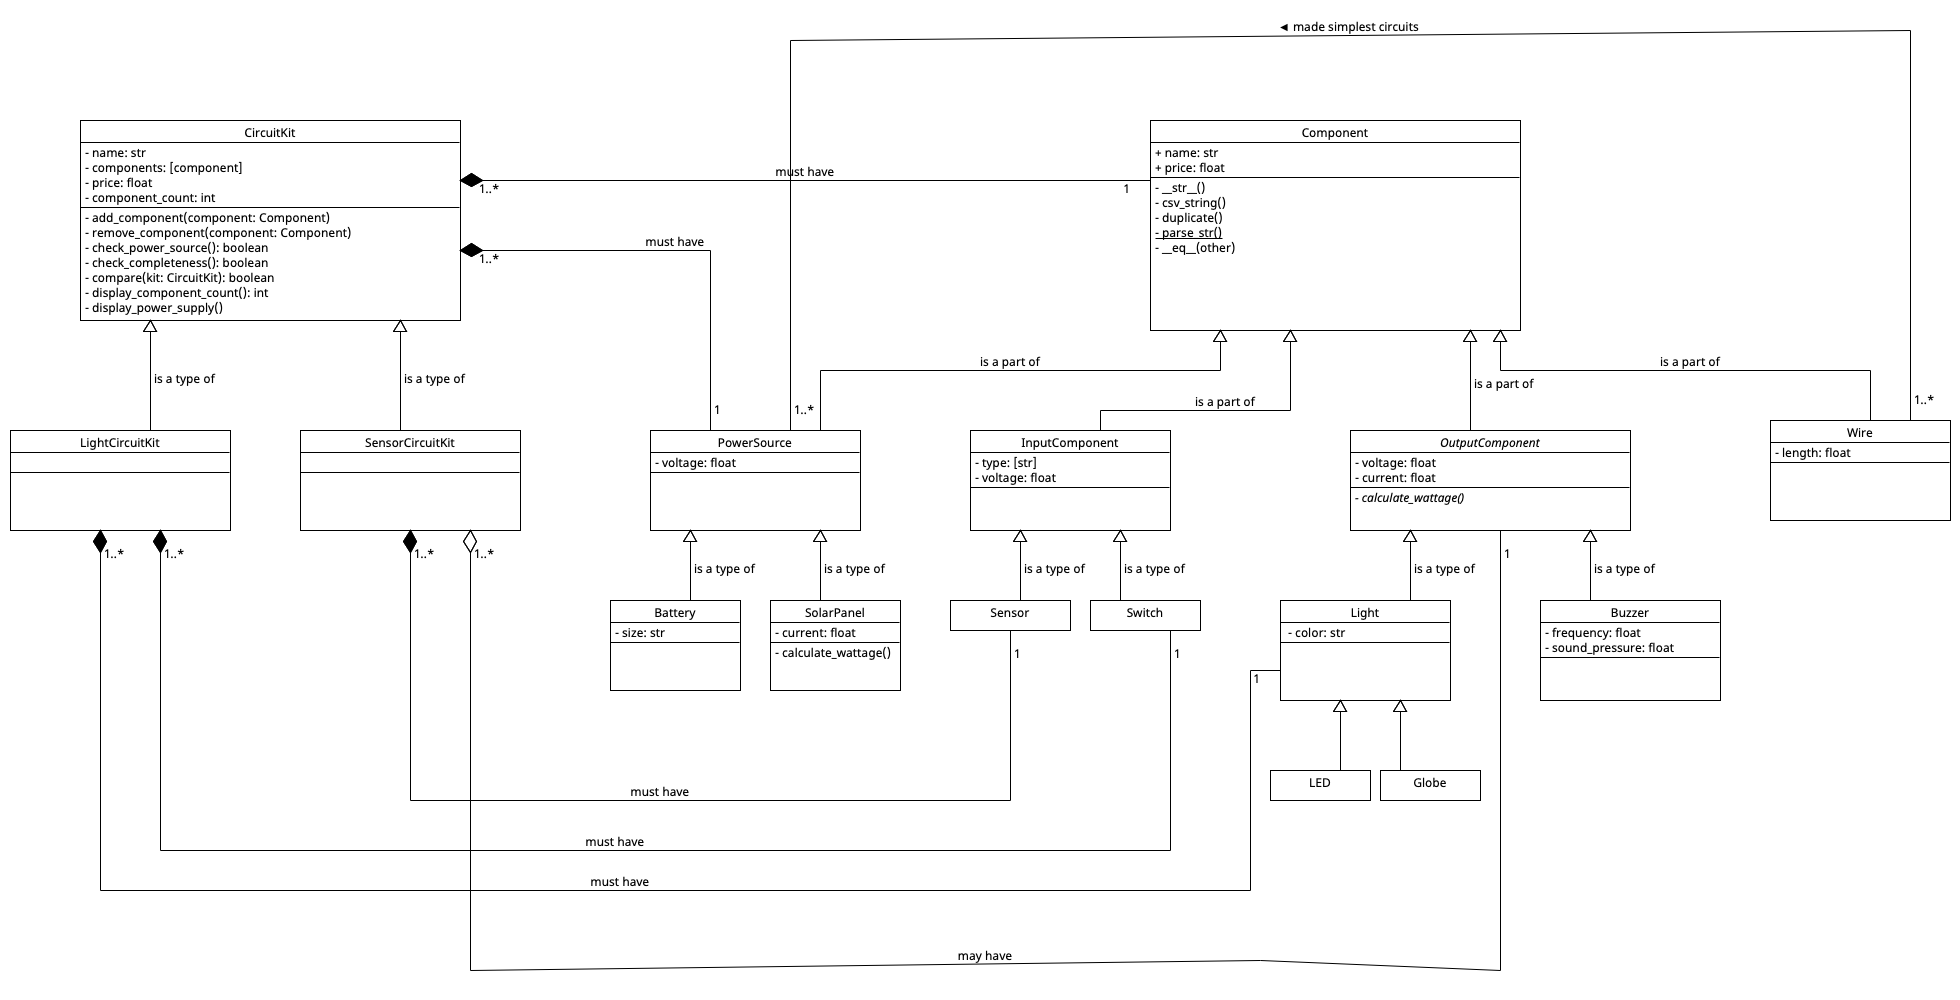 ◄ made simplest circuits
CircuitKit
- name: str
- components: [component]
- price: float
- component_count: int
- add_component(component: Component)
- remove_component(component: Component)
- check_power_source(): boolean
- check_completeness(): boolean
- compare(kit: CircuitKit): boolean
- display_component_count(): int
- display_power_supply()
must have
1..*
1
must have
1..*
1
Component
+ name: str
+ price: float
- __str__()
- csv_string()
- duplicate()
- parse_str()
- __eq__(other)
is a type of
is a type of
is a part of
is a part of
is a part of
is a part of
1..*
1..*
LightCircuitKit
SensorCircuitKit
PowerSource
- voltage: float
InputComponent
- type: [str]
- voltage: float
OutputComponent
- voltage: float
- current: float
- calculate_wattage()
Wire
- length: float
1..*
1..*
1..*
1..*
is a type of
is a type of
is a type of
is a type of
is a type of
1
is a type of
Battery
- size: str
SolarPanel
- current: float
- calculate_wattage()
Sensor
Switch
Light
- color: str
Buzzer
- frequency: float
- sound_pressure: float
1
1
1
LED
Globe
must have
must have
must have
may have